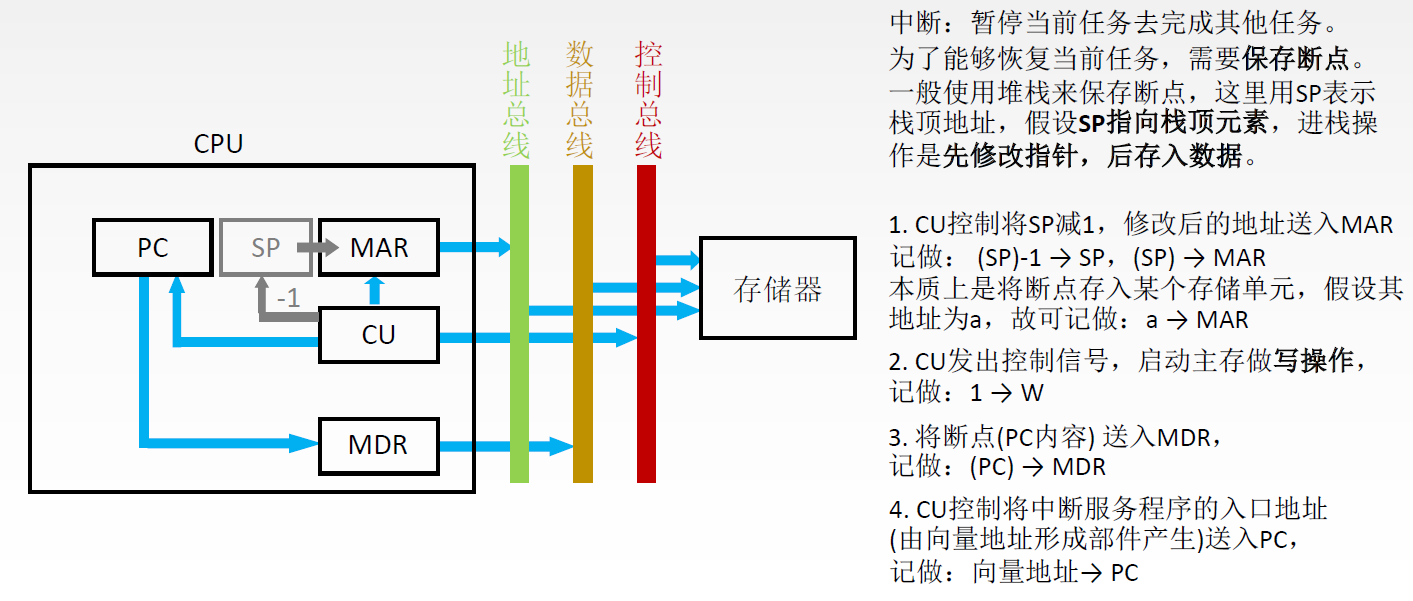 地址总线
数据总线
控制总线
CPU
PC
SP
MAR
-1
CU
MDR
存储器
中断：暂停当前任务去完成其他任务。
为了能够恢复当前任务，需要保存断点。
一般使用堆栈来保存断点，这里用SP表示
栈顶地址，假设SP指向栈顶元素，进栈操
作是先修改指针，后存入数据。
1. CU控制将SP减1，修改后的地址送入MAR
记做： (SP)-1 → SP，(SP) → MAR
本质上是将断点存入某个存储单元，假设其
地址为a，故可记做：a → MAR
2. CU发出控制信号，启动主存做写操作，
记做：1 → W
3. 将断点(PC内容) 送入MDR，
记做：(PC) → MDR
4. CU控制将中断服务程序的入口地址
(由向量地址形成部件产生)送入PC，
记做：向量地址→ PC